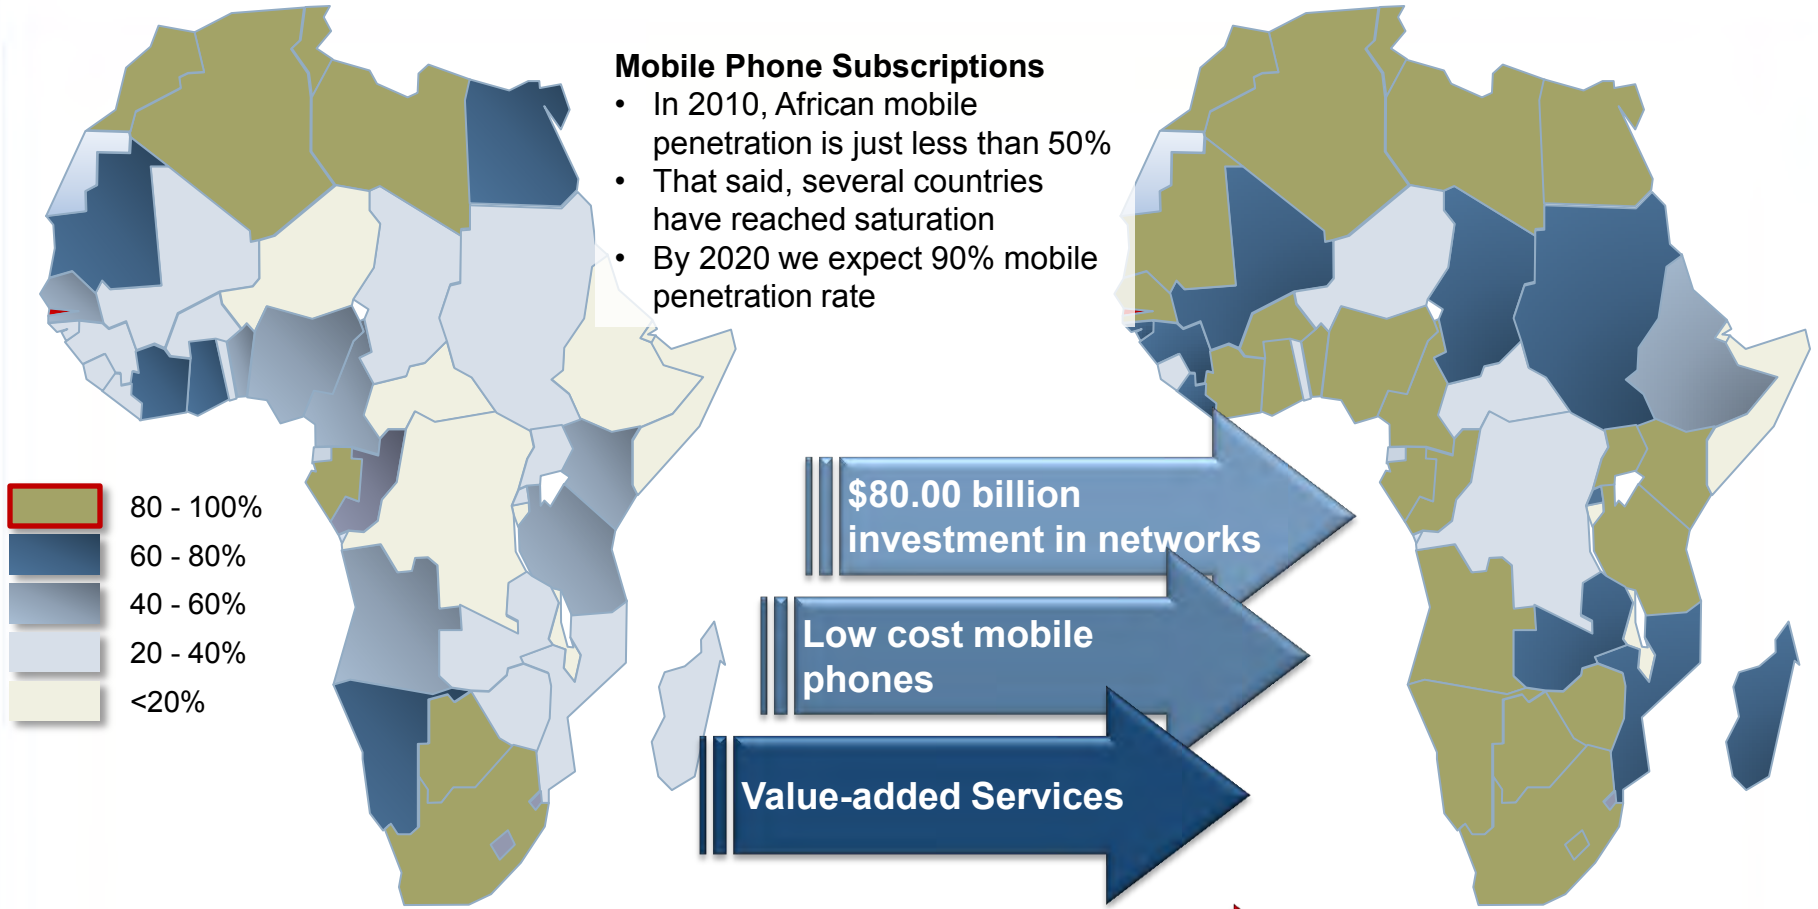 Mobile Phone Subscriptions
• In 2010, African mobile
penetration is just less than 50%
• That said, several countries
have reached saturation
• By 2020 we expect 90% mobile
penetration rate
80 - 100%
60 - 80%
40 - 60%
20 - 40%
<20%
$80.00 billion
investment in networks
Low cost mobile
phones
Value-added Services